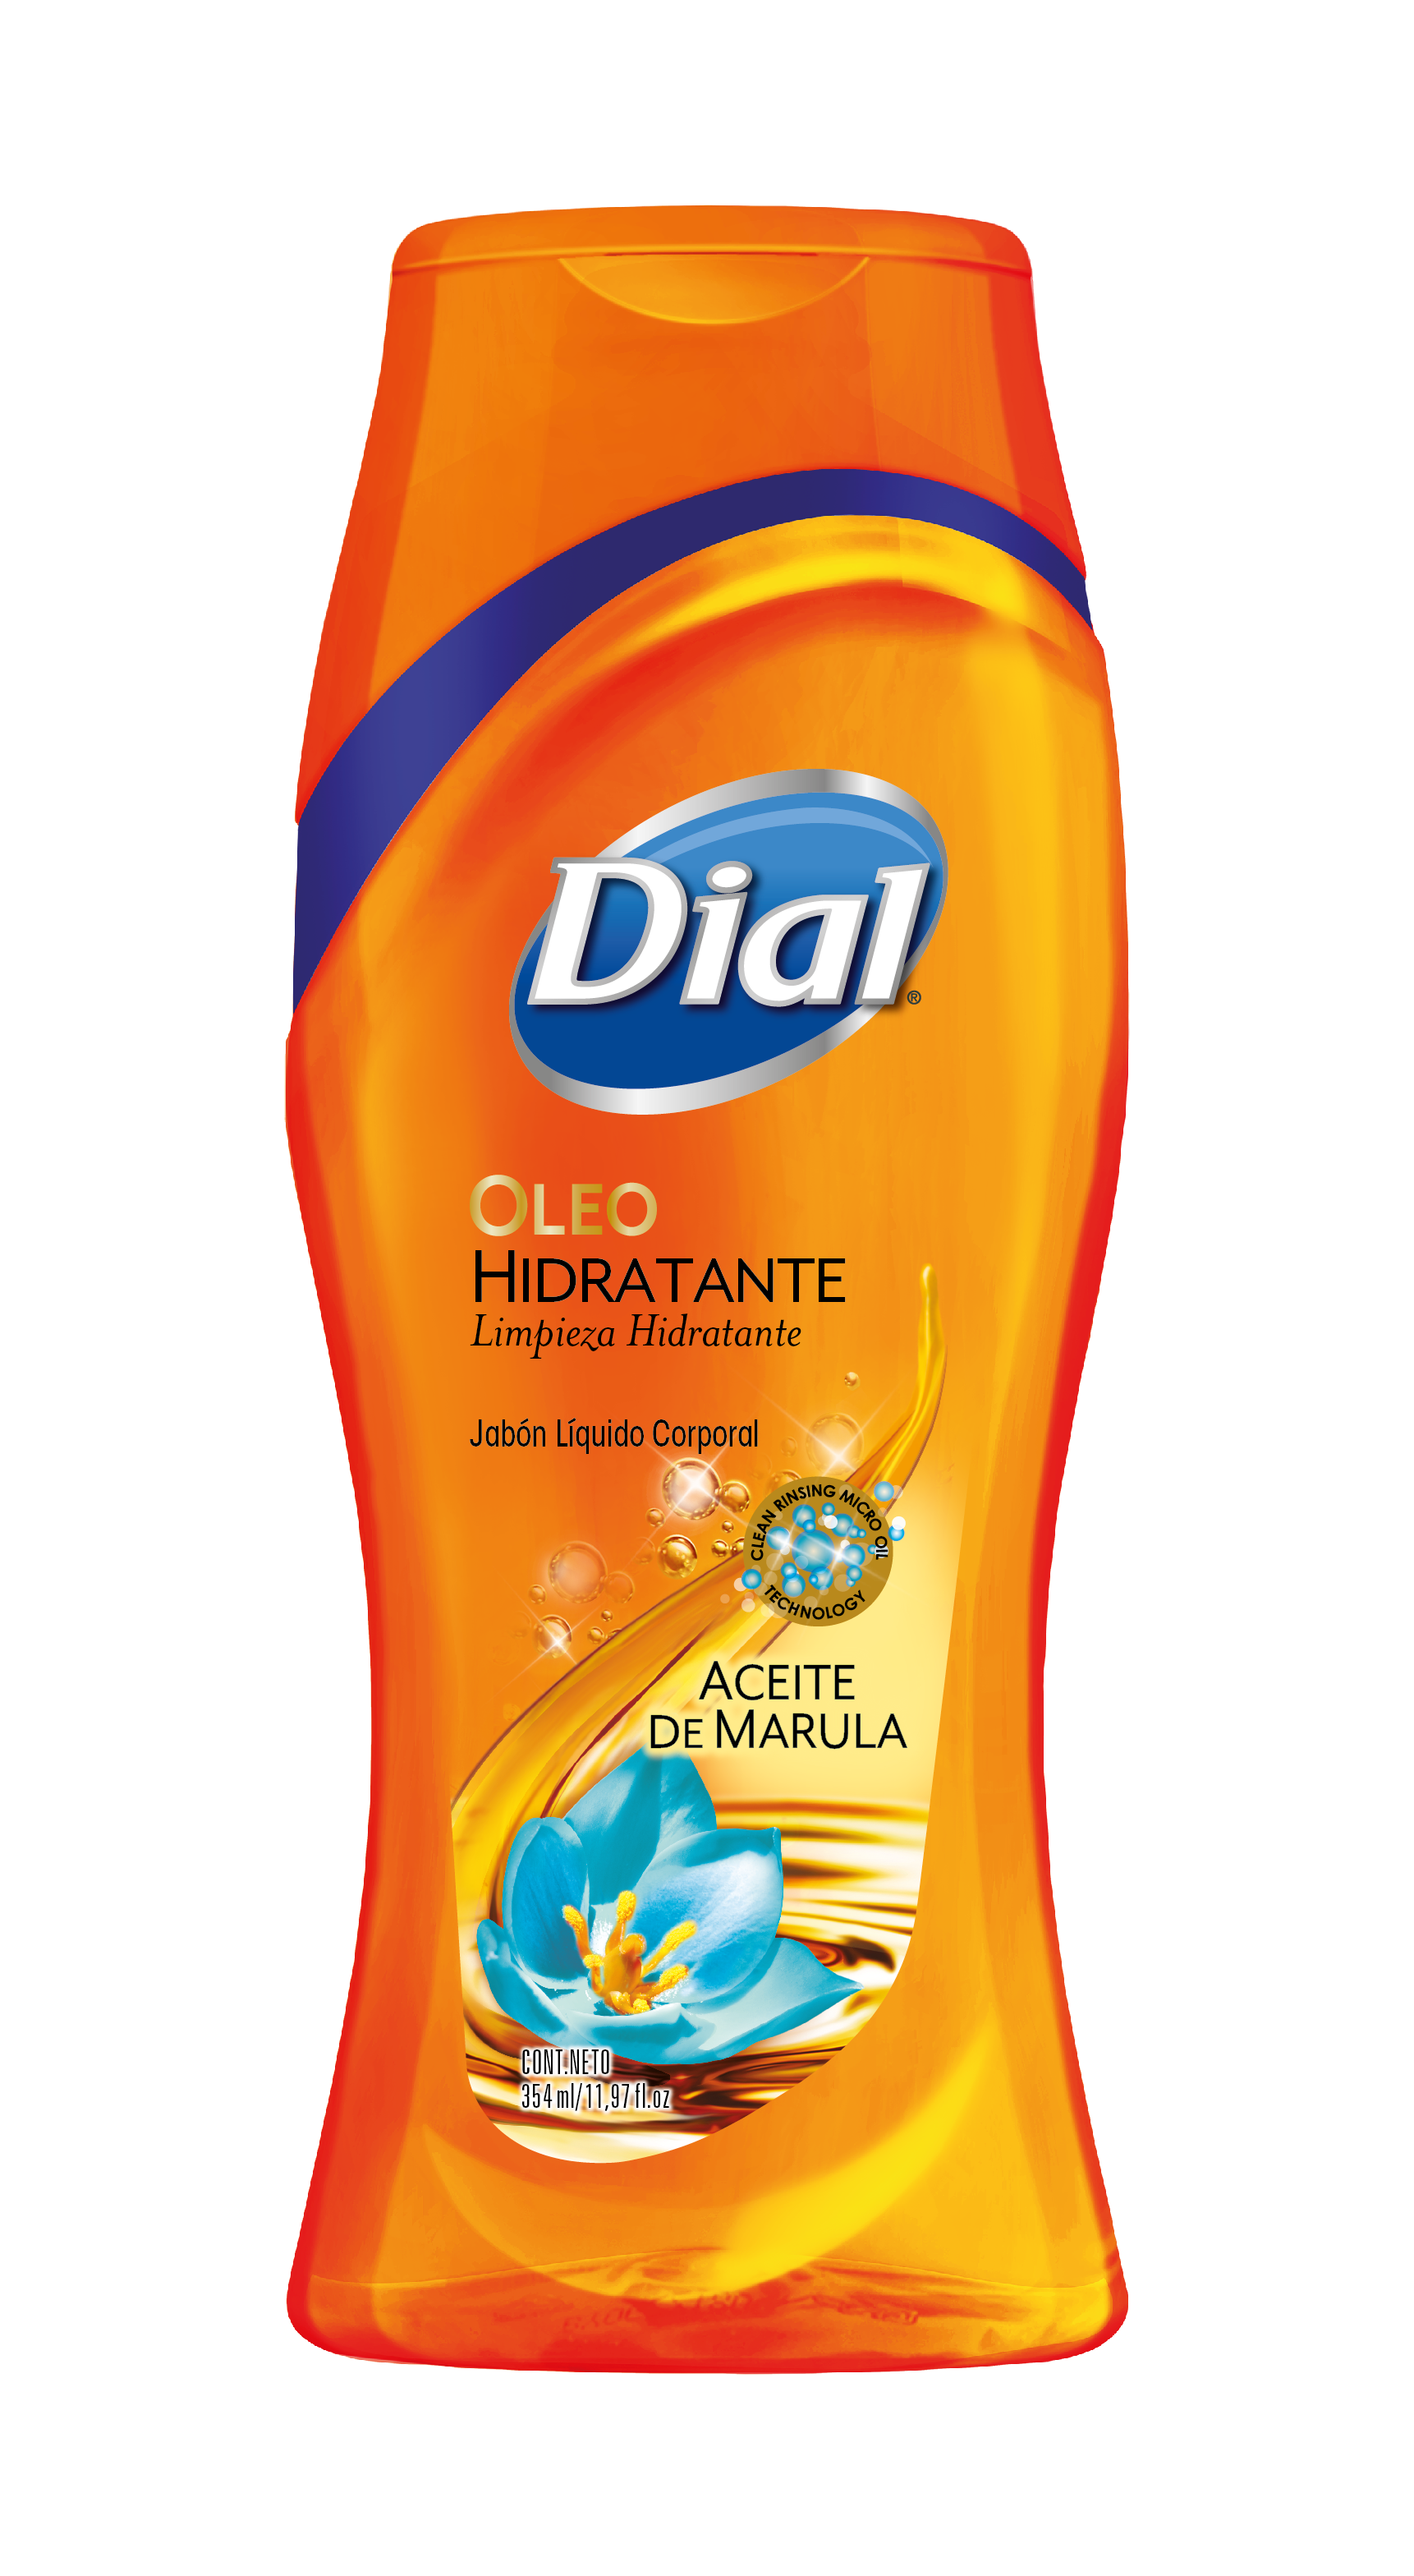 Dial®
OLEO
HIDRATANTE
Limpieza Hidratante
Jabón Líquido Corporal
CLEAN RINSING MICRO OIL
TECHNOLOGY
ACEITE
DE MARULA
CONT.NETO
354 ml/11,97 fl.oz